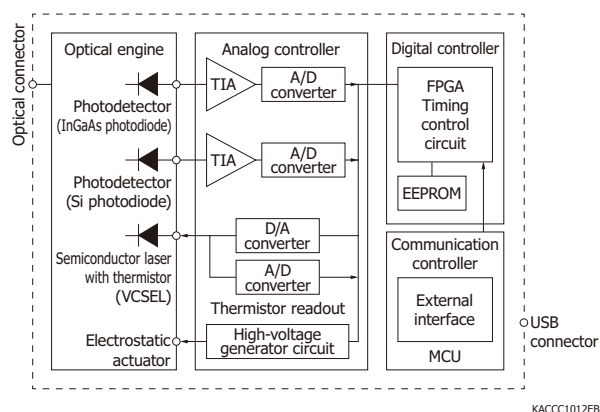 Optical connector
Optical engine
Photodetector
(InGaAs photodiode)
Photodetector
(Si photodiode)
Semiconductor laser
with thermistor
(VCSEL)
Electrostatic
actuator
Analog controller
TIA
A/D
converter
TIA
A/D
converter
D/A
converter
A/D
converter
Thermistor readout
High-voltage
generator circuit
Digital controller
FPGA
Timing
control
circuit
EEPROM
Communication
controller
External
interface
MCU
USB
connector
KACCC1012EB